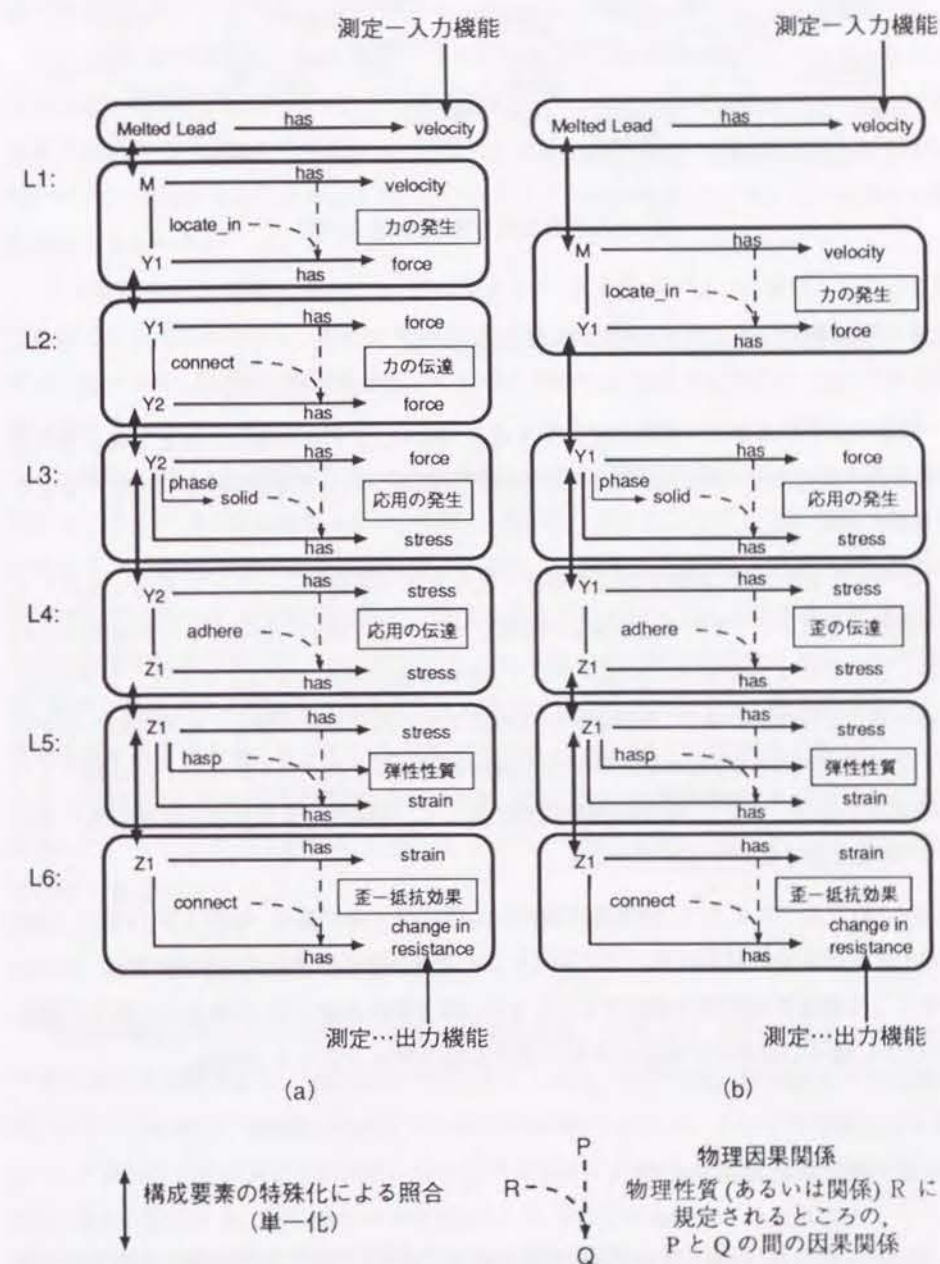 測定ー入力機能
Melted Lead has velocity
L1:
M has velocity
locate_in 力の発生
Y1 has force
L2:
Y1 has force
connect 力の伝達
Y2 has force
L3:
Y2 has force
phase solid 応用の発生
has stress
L4:
Y2 has stress
adhere 応用の伝達
Z1 has stress
L5:
Z1 has stress
hasp 弾性性質
has strain
L6:
Z1 has strain
connect 歪ー抵抗効果
has change in
resistance
測定…出力機能
(a)
測定ー入力機能
Melted Lead has velocity
M has velocity
locate_in 力の発生
Y1 has force
Y1 has force
phase solid 応用の発生
has stress
Y1 has stress
adhere 歪の伝達
Z1 has stress
Z1 has stress
hasp 弾性性質
has strain
Z1 has strain
connect 歪ー抵抗効果
has change in
resistance
測定…出力機能
(b)
構成要素の特殊化による照合
(単一化)
P
R
Q
物理因果関係
物理性質(あるいは関係) R に
規定されるところの,
P と Q の間の因果関係